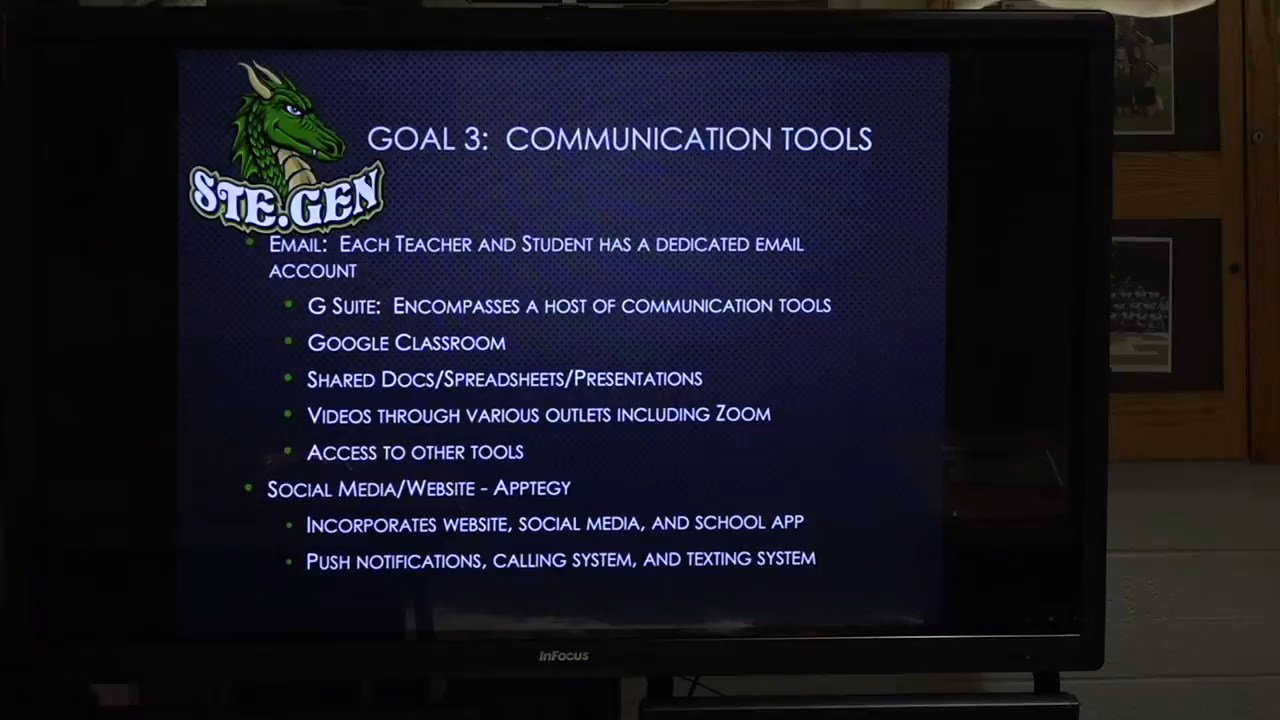 STE.GEN
GOAL 3: COMMUNICATION TOOLS
EMAIL: EACH TEACHER AND STUDENT HAS A DEDICATED EMAIL
ACCOUNT
G SUITE: ENCOMPASSES A HOST OF COMMUNICATION TOOLS
GOOGLE CLASSROOM
SHARED DOCS/SPREADSHEETS/PRESENTATIONS
VIDEOS THROUGH VARIOUS OUTLETS INCLUDING ZOOM
ACCESS TO OTHER TOOLS
SOCIAL MEDIA/WEBSITE - APPTEGY
INCORPORATES WEBSITE, SOCIAL MEDIA, AND SCHOOL APP
PUSH NOTIFICATIONS, CALLING SYSTEM, AND TEXTING SYSTEM
InFocus